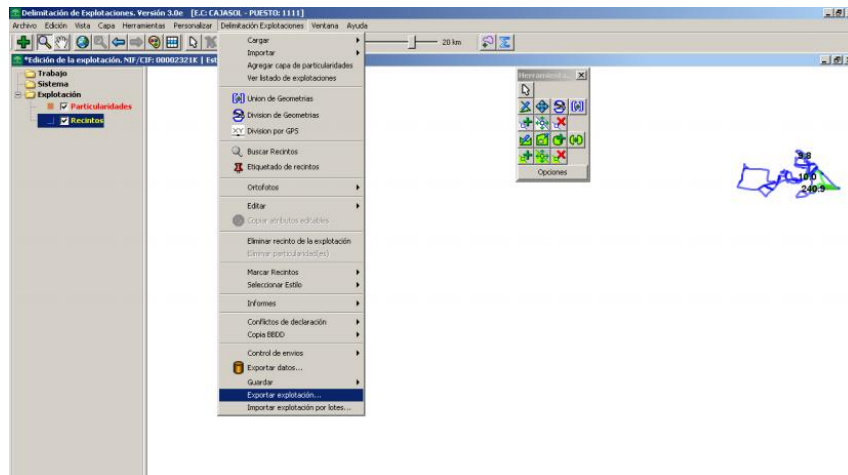 Delimitación de Explotaciones. Versión 3.0e [E.C: CAJASOL - PUESTO: 1111]
Archivo Edición Vista Capa Herramientas Personalizar Delimitación Explotaciones Ventana Ayuda
20 km
*Edición de la explotación. NIF/CIF: 00002321K | Est
Trabajo
Sistema
Explotación
Particularidades
Recintos
Cargar
Importar
Agregar capa de particularidades
Ver listado de explotaciones
Union de Geometrias
Division de Geometrias
XY Division por GPS
Buscar Recintos
Etiquetado de recintos
Ortofotos
Editar
Copiar atributos editables
Eliminar recinto de la explotación
Eliminar particularidad(es)
Marcar Recintos
Seleccionar Estilo
Informes
Conflictos de declaración
Copia BBDD
Control de envios
Exportar datos...
Guardar
Exportar explotación...
Importar explotación por lotes...
Herramienta...
Opciones
9.8
10.0
240.9